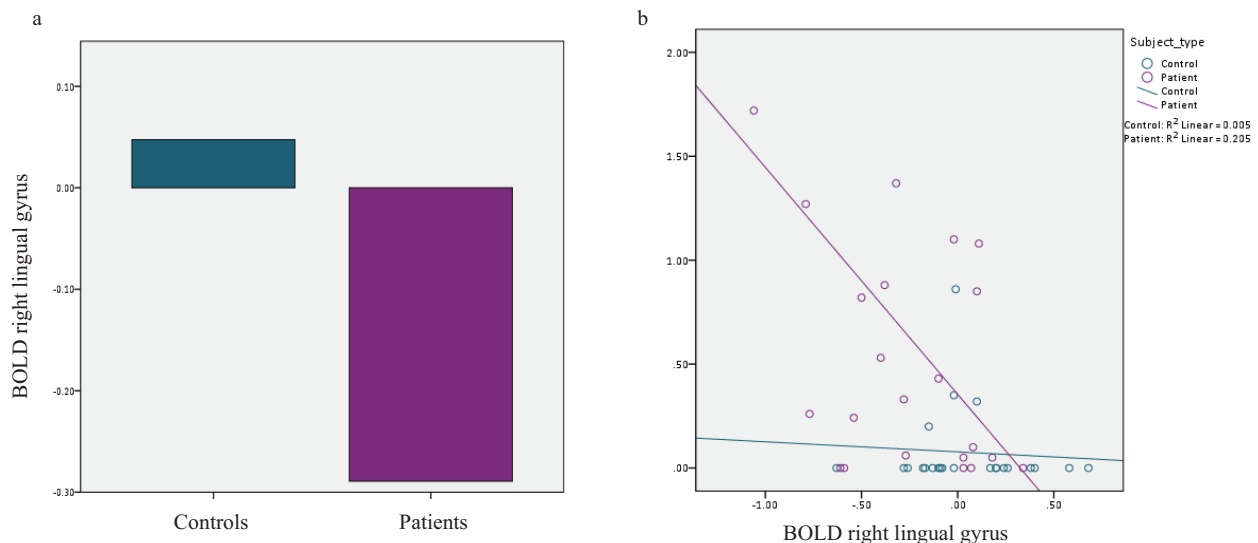 a
BOLD right lingual gyrus
0.10
0.00
-0.10
-0.20
-0.30
Controls
Patients
b
2.00
1.50
1.00
.50
.00
-1.00
-.50
.00
.50
BOLD right lingual gyrus
Subject_type
Control
Patient
Control
Patient
Control: R² Linear = 0.005
Patient: R² Linear = 0.205